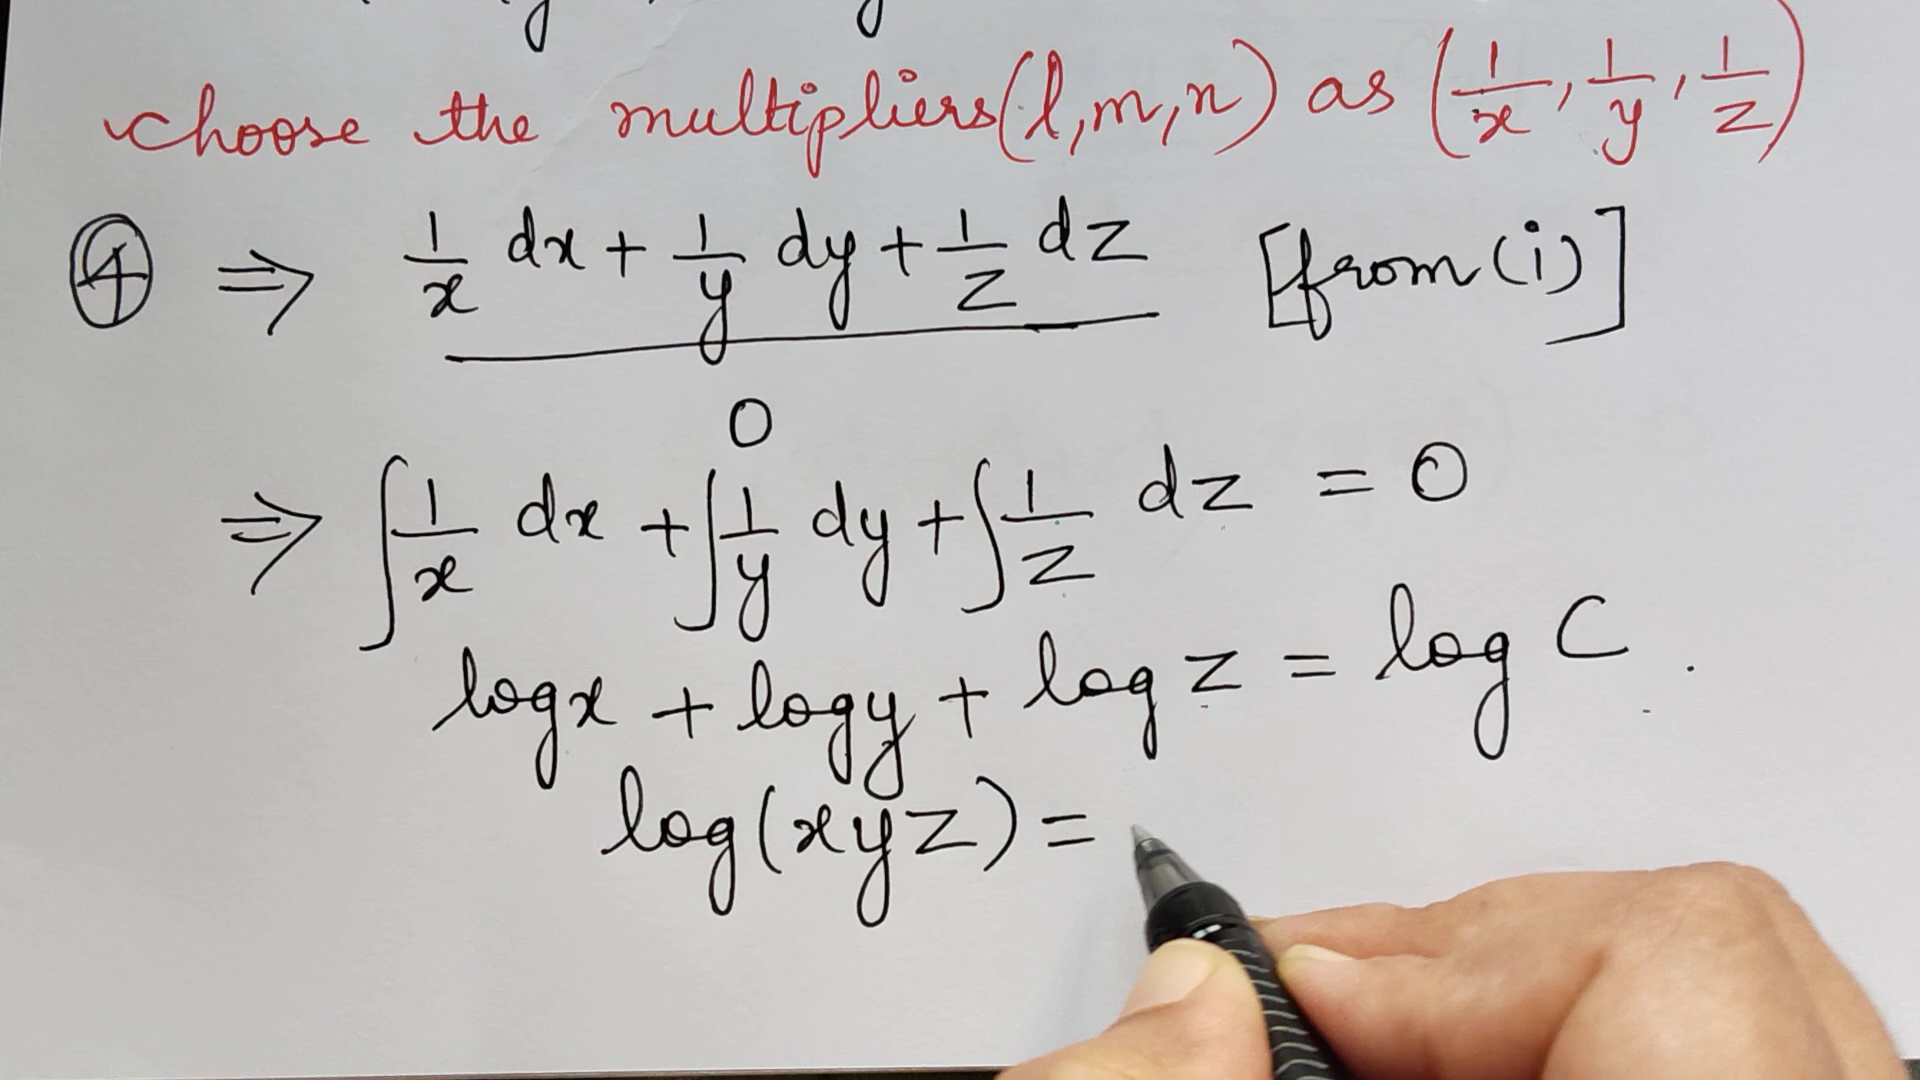 choose the multipliers (l, m, n) as (1/x, 1/y, 1/z)
④ ⇒ 1/x dx + 1/y dy + 1/z dz [from (i)]
0
⇒ ∫ 1/x dx + ∫ 1/y dy + ∫ 1/z dz = 0
log x + log y + log z = log C .
log (x y z) =